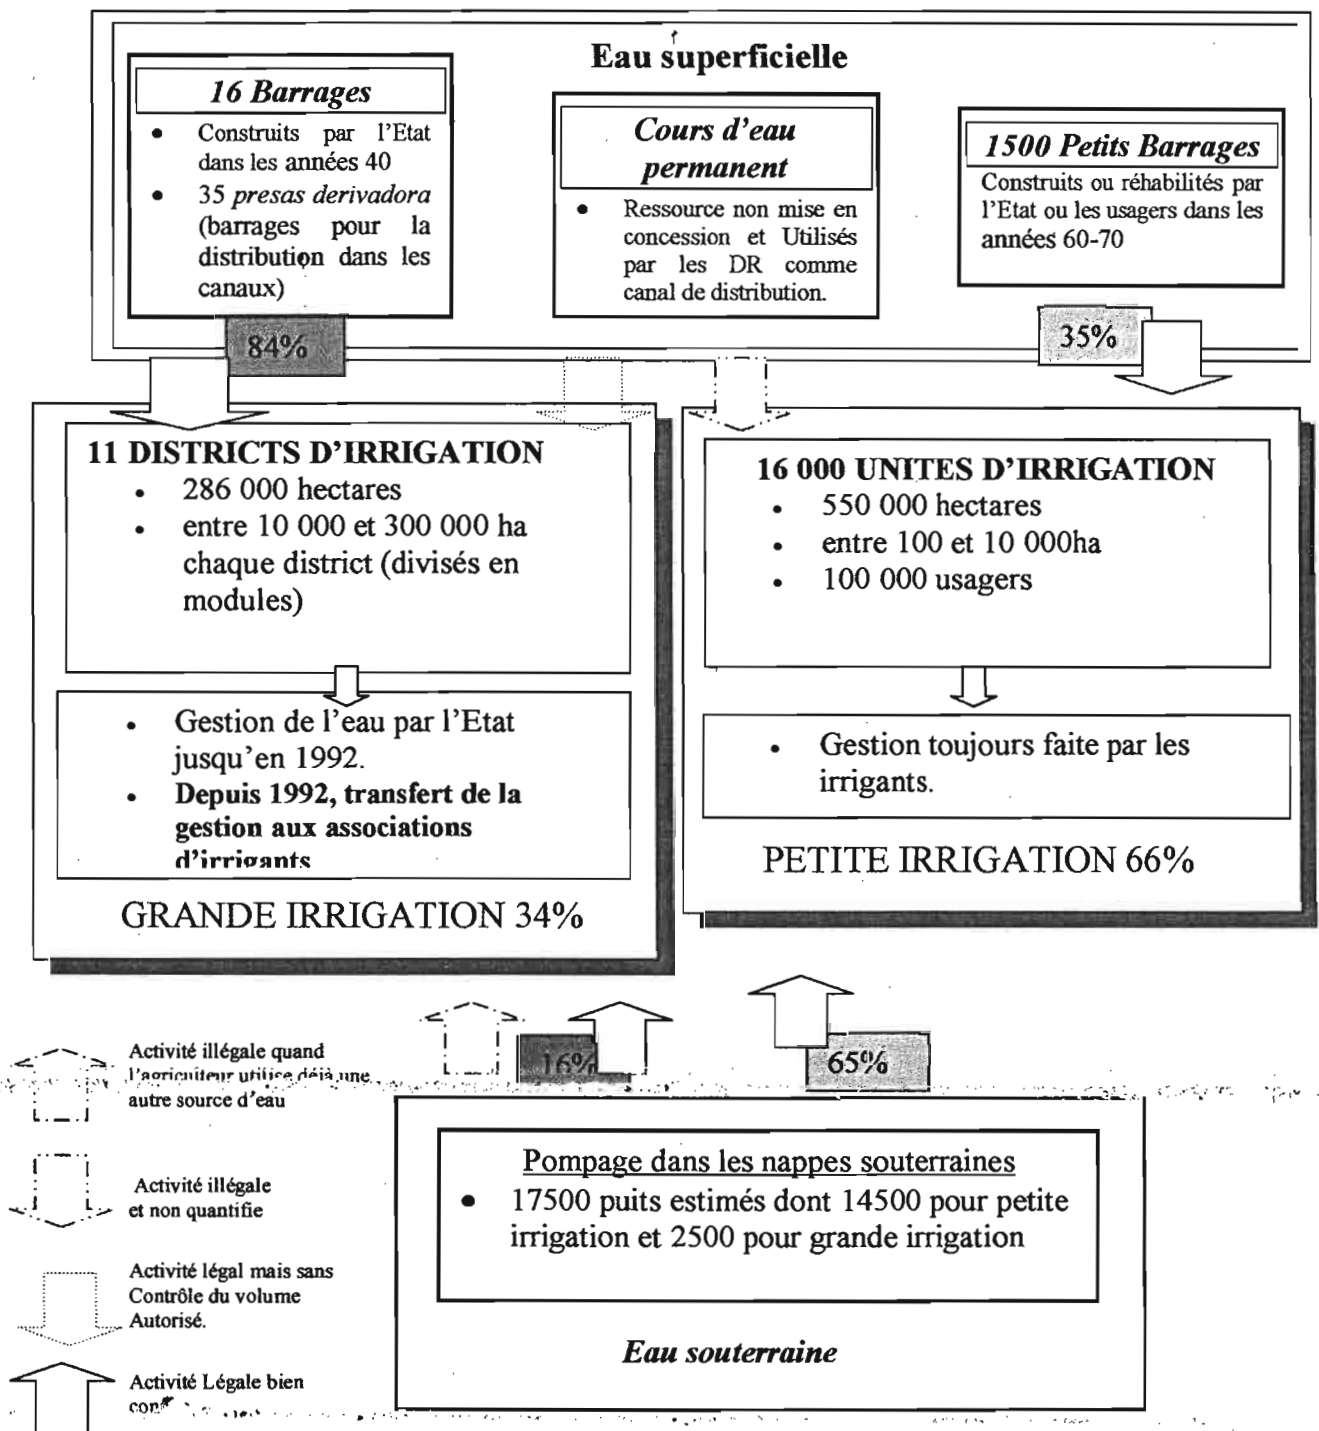 Eau superficielle
16 Barrages
• Construits par l'Etat
dans les années 40
• 35 presas derivadora
(barrages pour la
distribution dans les
canaux)
84%
Cours d'eau
permanent
• Ressource non mise en
concession et Utilisés
par les DR comme
canal de distribution.
1500 Petits Barrages
Construits ou réhabilités par
l'Etat ou les usagers dans les
années 60-70
35%
11 DISTRICTS D'IRRIGATION
• 286 000 hectares
• entre 10 000 et 300 000 ha
chaque district (divisés en
modules)
• Gestion de l'eau par l'Etat
jusqu'en 1992.
• Depuis 1992, transfert de la
gestion aux associations
d'irrigants
GRANDE IRRIGATION 34%
16 000 UNITES D'IRRIGATION
• 550 000 hectares
• entre 100 et 10 000ha
• 100 000 usagers
• Gestion toujours faite par les
irrigants.
PETITE IRRIGATION 66%
16%
65%
Activité illégale quand
l'agriculteur utilise déjà une
autre source d'eau
Activité illégale
et non quantifie
Activité légal mais sans
Contrôle du volume
Autorisé.
Activité Légale bien
Pompage dans les nappes souterraines
• 17500 puits estimés dont 14500 pour petite
irrigation et 2500 pour grande irrigation
Eau souterraine